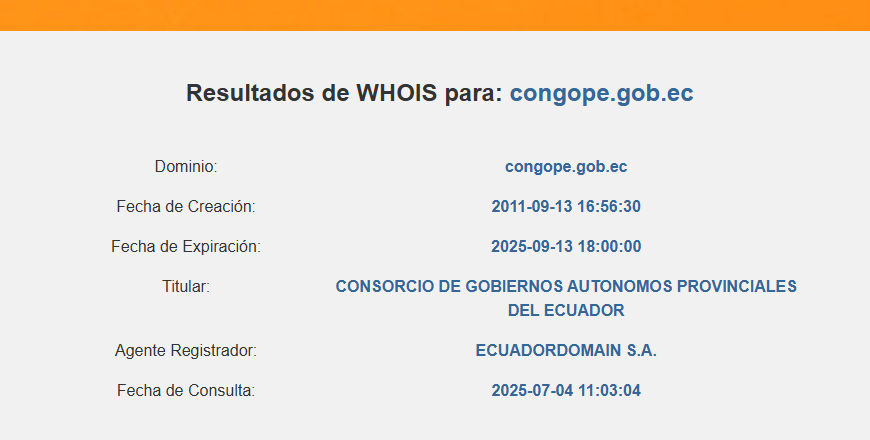 Resultados de WHOIS para: congope.gob.ec
Dominio: congope.gob.ec
Fecha de Creación: 2011-09-13 16:56:30
Fecha de Expiración: 2025-09-13 18:00:00
Titular: CONSORCIO DE GOBIERNOS AUTONOMOS PROVINCIALES
DEL ECUADOR
Agente Registrador: ECUADORDOMAIN S.A.
Fecha de Consulta: 2025-07-04 11:03:04